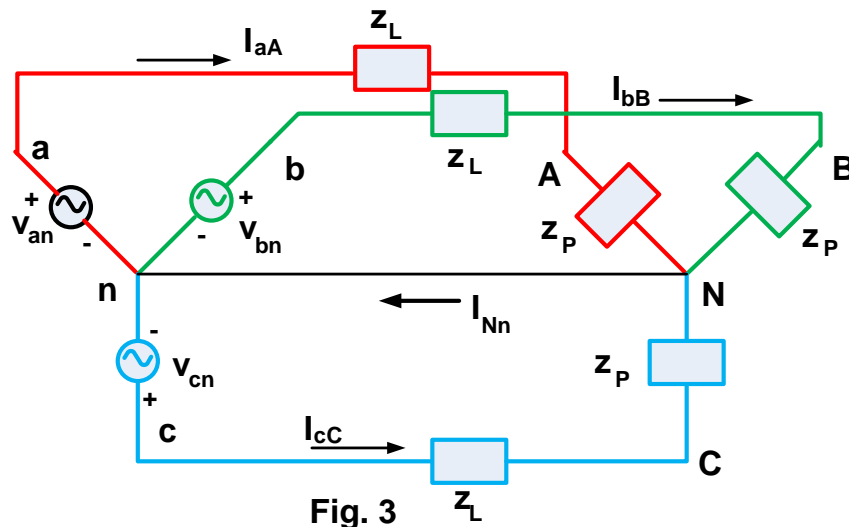 z_L
I_aA
I_bB
a
b
z_L
A
B
+
v_an
-
+
v_bn
-
z_P
z_P
n
N
I_Nn
-
v_cn
+
z_P
c
I_cC
C
z_L
Fig. 3